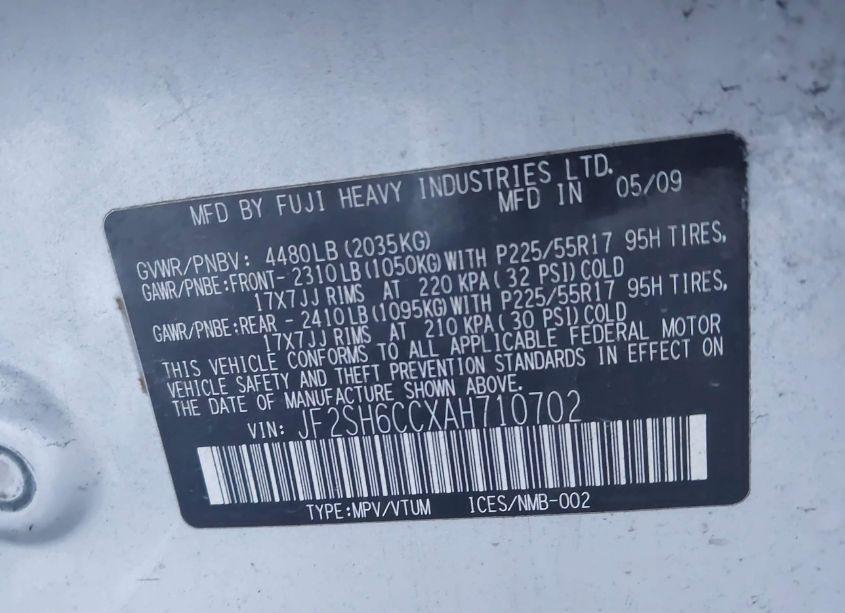 MFD BY FUJI HEAVY INDUSTRIES LTD.
MFD IN 05/09
GVWR/PNBV: 4480LB(2035KG)
GAWR/PNBE:FRONT-2310LB(1050KG)WITH P225/55R17 95H TIRES,
17X7JJ RIMS AT 220 KPA(32 PSI)COLD
GAWR/PNBE:REAR -2410LB(1095KG)WITH P225/55R17 95H TIRES,
17X7JJ RIMS AT 210 KPA(30 PSI)COLD
THIS VEHICLE CONFORMS TO ALL APPLICABLE FEDERAL MOTOR
VEHICLE SAFETY AND THEFT PREVENTION STANDARDS IN EFFECT ON
THE DATE OF MANUFACTURE SHOWN ABOVE.
VIN: JF2SH6CCXAH710702
TYPE:MPV/VTUM ICES/NMB-002